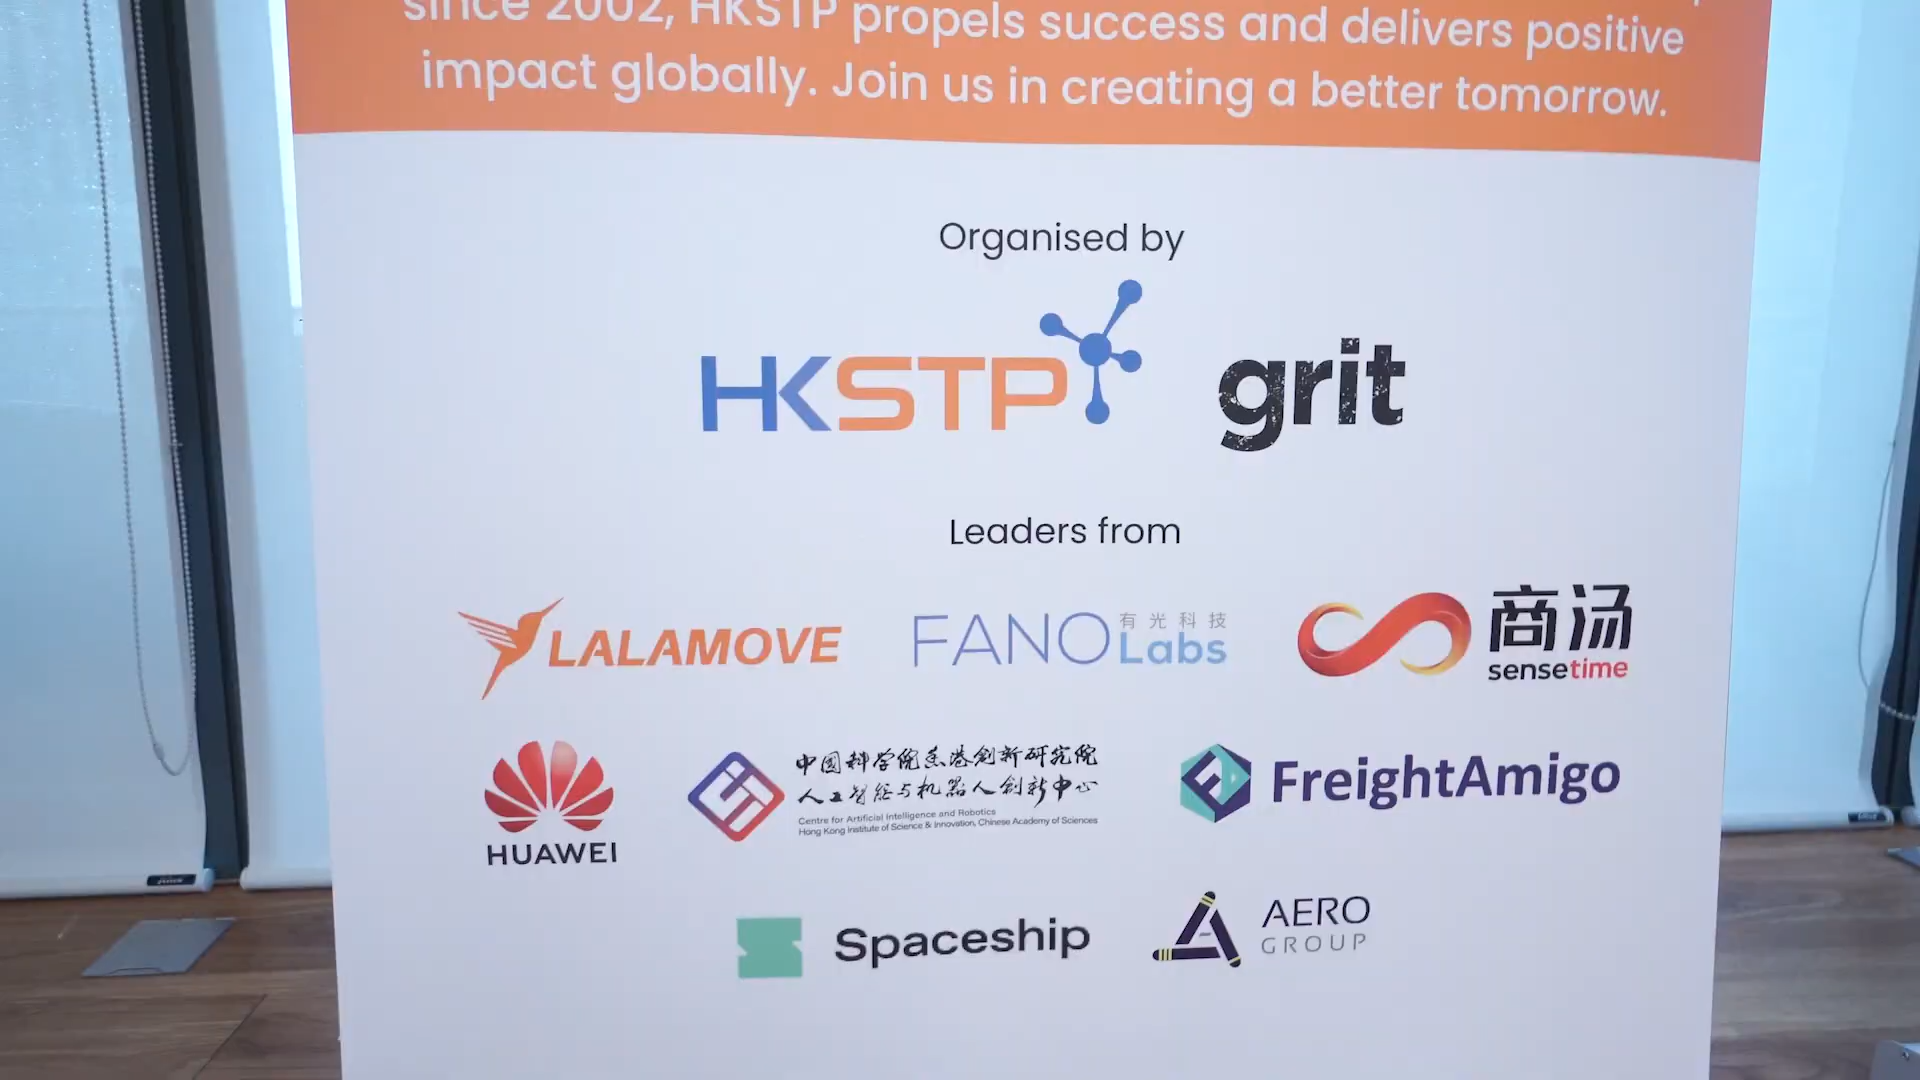 since 2002, HKSTP propels success and delivers positive
impact globally. Join us in creating a better tomorrow.
Organised by
HKSTP
grit
Leaders from
LALAMOVE
FANO Labs
有光科技
商汤
sensetime
HUAWEI
中国科学院香港创新研究院
人工智能与机器人创新中心
Centre for Artificial Intelligence and Robotics
Hong Kong Institute of Science & Innovation, Chinese Academy of Sciences
FreightAmigo
Spaceship
AERO
GROUP